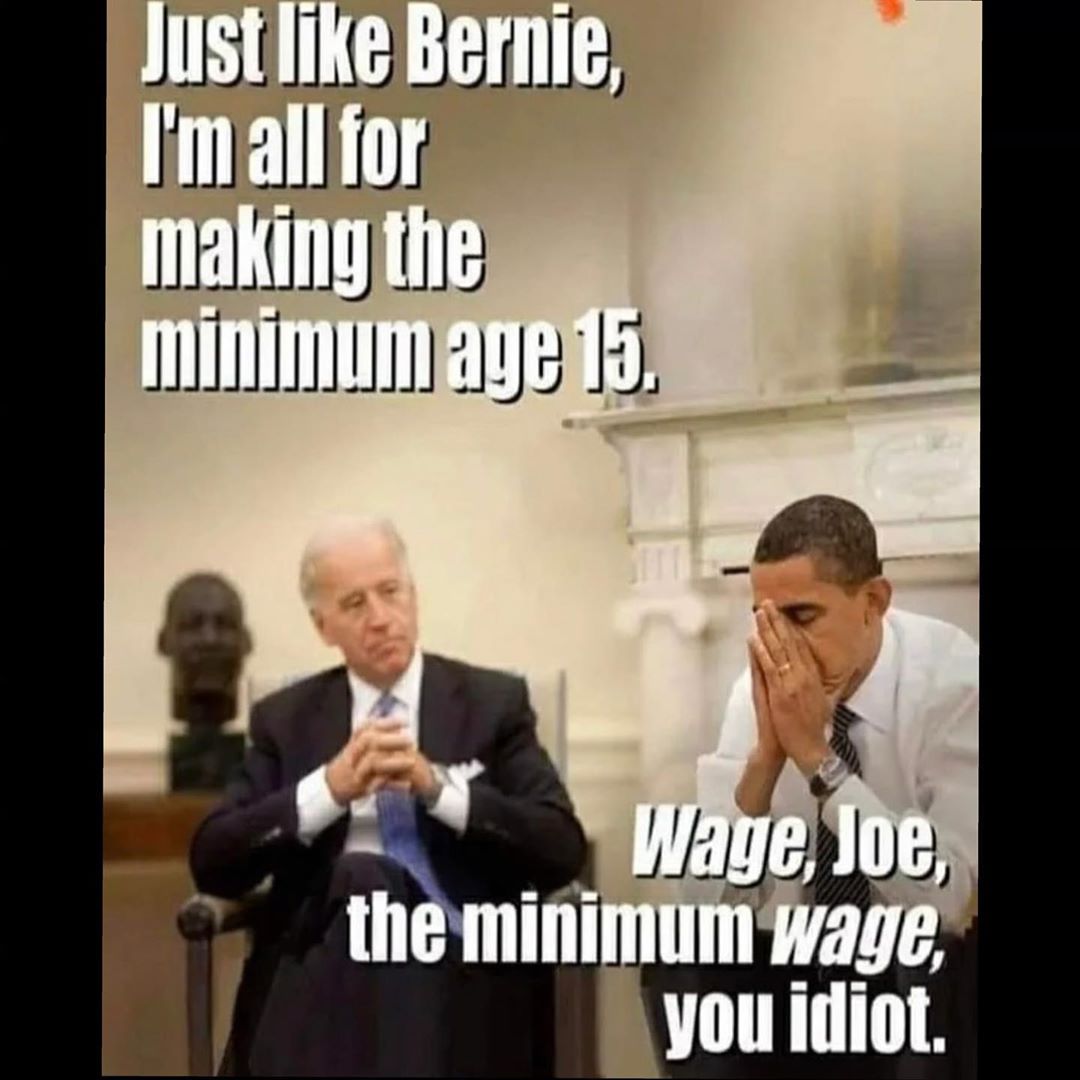 Just like Bernie,
I'm all for
making the
minimum age 15.
Wage, Joe,
the minimum wage,
you idiot.